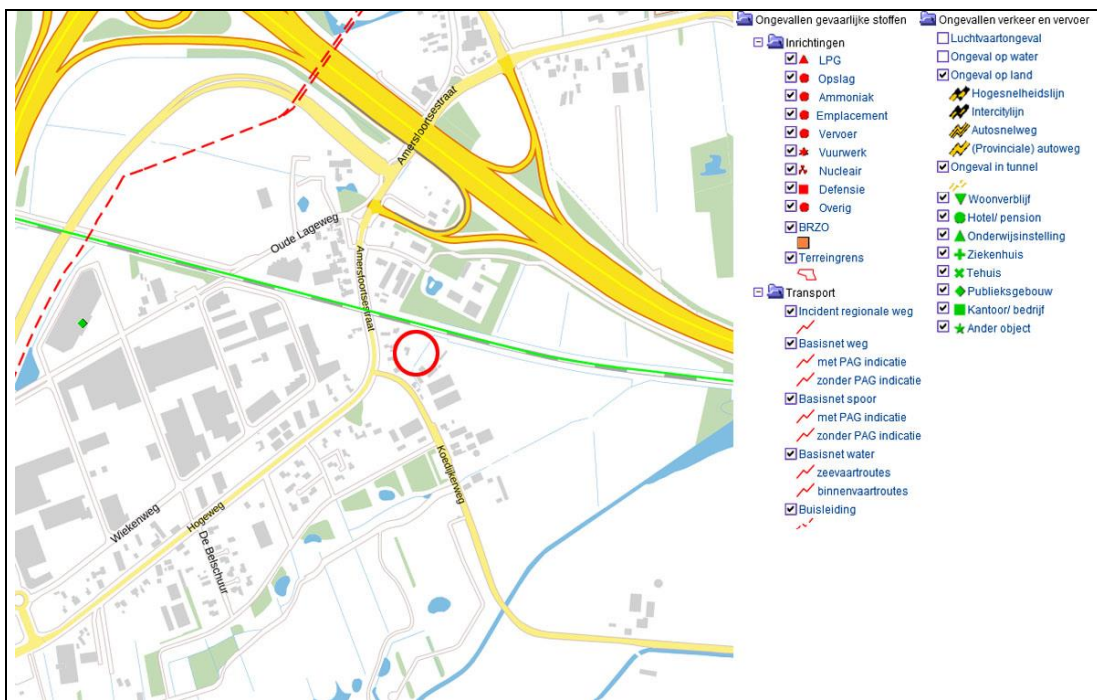 Amersfoortsestraat
Oude Lageweg
Amersfoortsestraat
Koedijkerweg
Wiekenweg
Hogeweg
De Belschuur
Ongevallen gevaarlijke stoffen
Inrichtingen
LPG
Opslag
Ammoniak
Emplacement
Vervoer
Vuurwerk
Nucleair
Defensie
Overig
BRZO
Terreingrens
Transport
Incident regionale weg
Basisnet weg
met PAG indicatie
zonder PAG indicatie
Basisnet spoor
met PAG indicatie
zonder PAG indicatie
Basisnet water
zeevaartroutes
binnenvaartroutes
Buisleiding
Ongevallen verkeer en vervoer
Luchtvaartongeval
Ongeval op water
Ongeval op land
Hogesnelheidslijn
Intercitylijn
Autosnelweg
(Provinciale) autoweg
Ongeval in tunnel
Woonverblijf
Hotel/ pension
Onderwijsinstelling
Ziekenhuis
Tehuis
Publieksgebouw
Kantoor/ bedrijf
Ander object